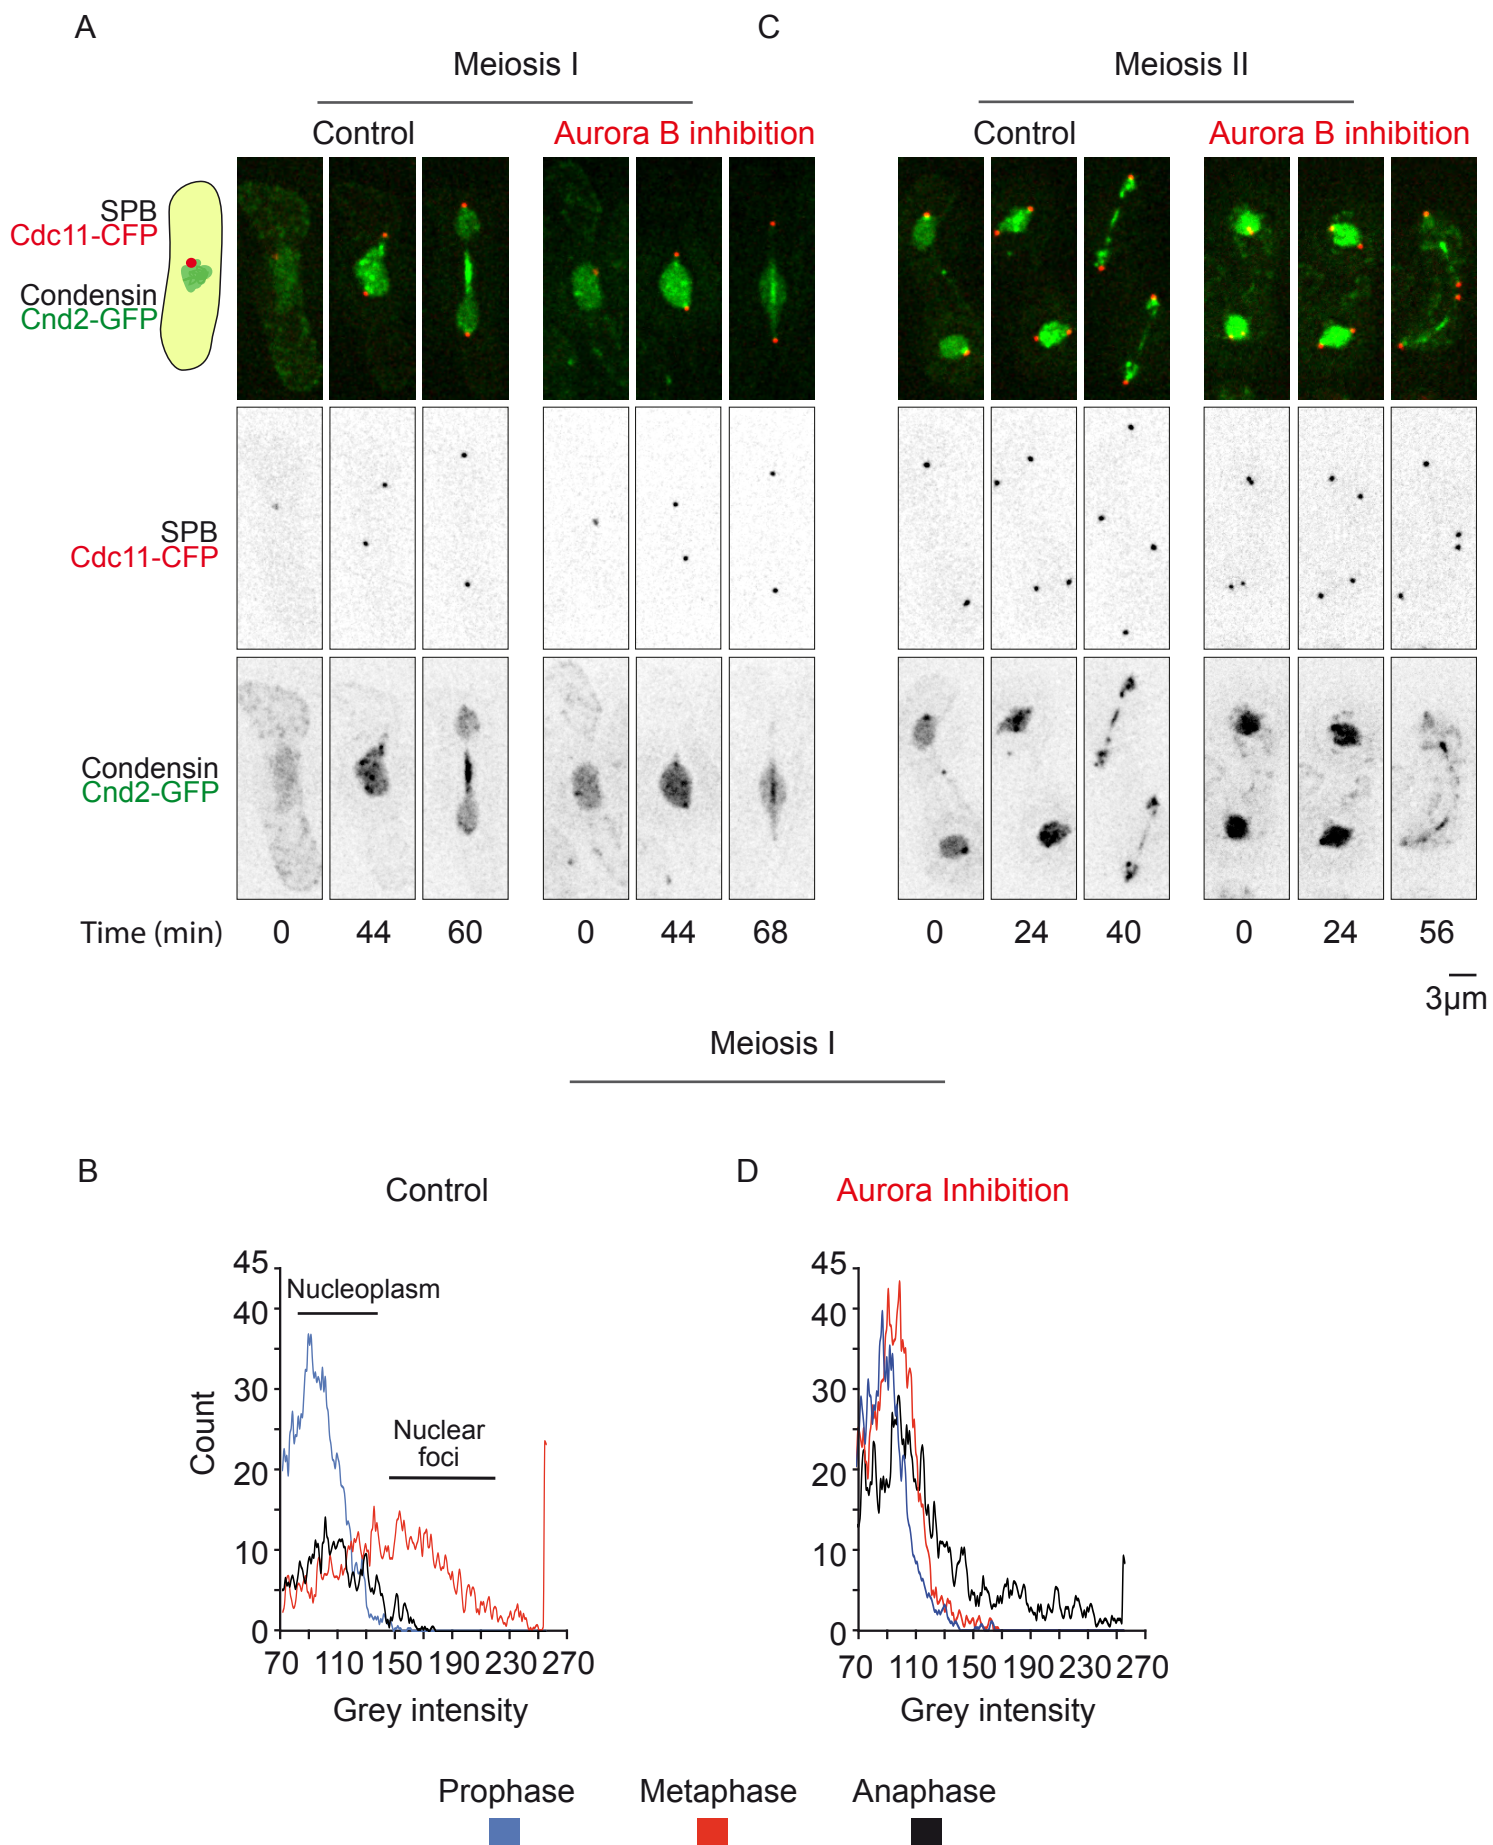 A
C
Meiosis I
Meiosis II
Control
Aurora B inhibition
Control
Aurora B inhibition
SPB
Cdc11-CFP
Condensin
Cnd2-GFP
SPB
Cdc11-CFP
Condensin
Cnd2-GFP
Time (min) 0 44 60 0 44 68 0 24 40 0 24 56
3µm
Meiosis I
B
D
Control
Aurora Inhibition
45
40
30
20
10
0
Count
Nucleoplasm
Nuclear
foci
70 110 150 190 230 270
Grey intensity
45
40
30
20
10
0
70 110 150 190 230 270
Grey intensity
Prophase
Metaphase
Anaphase